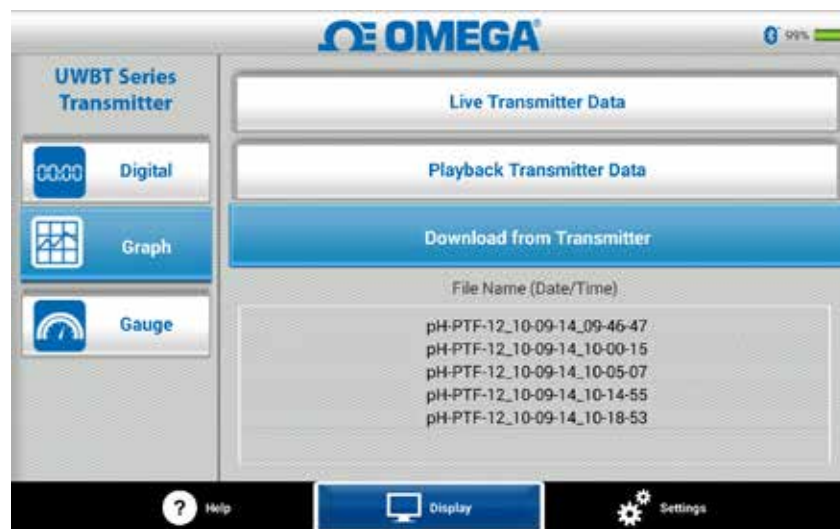 OMEGA
99%
UWBT Series
Transmitter
Digital
Graph
Gauge
Live Transmitter Data
Playback Transmitter Data
Download from Transmitter
File Name (Date/Time)
pH-PTF-12_10-09-14_09-46-47
pH-PTF-12_10-09-14_10-00-15
pH-PTF-12_10-09-14_10-05-07
pH-PTF-12_10-09-14_10-14-55
pH-PTF-12_10-09-14_10-18-53
? Help
Display
Settings